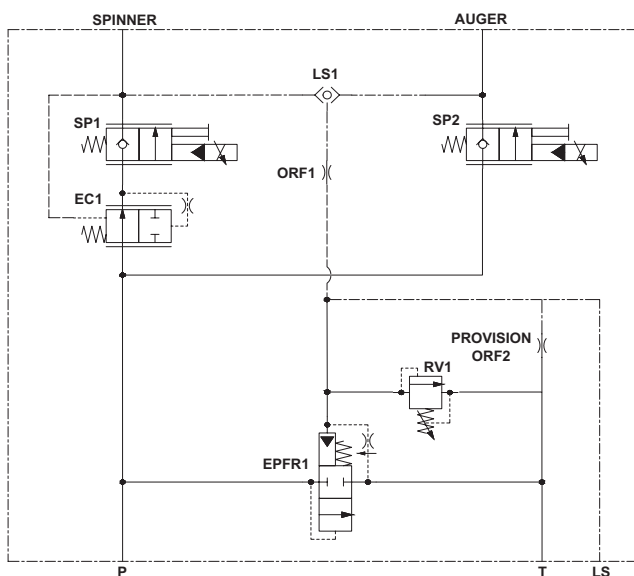 SPINNER
AUGER
LS1
SP1
SP2
ORF1
EC1
PROVISION
ORF2
RV1
EPFR1
P
T
LS